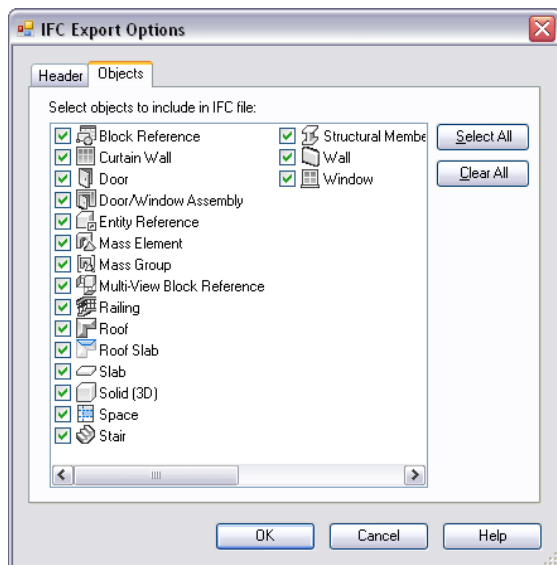 IFC Export Options
Header
Objects
Select objects to include in IFC file:
Block Reference
Curtain Wall
Door
Door/Window Assembly
Entity Reference
Mass Element
Mass Group
Multi-View Block Reference
Railing
Roof
Roof Slab
Slab
Solid (3D)
Space
Stair
Structural Membe
Wall
Window
Select All
Clear All
OK
Cancel
Help